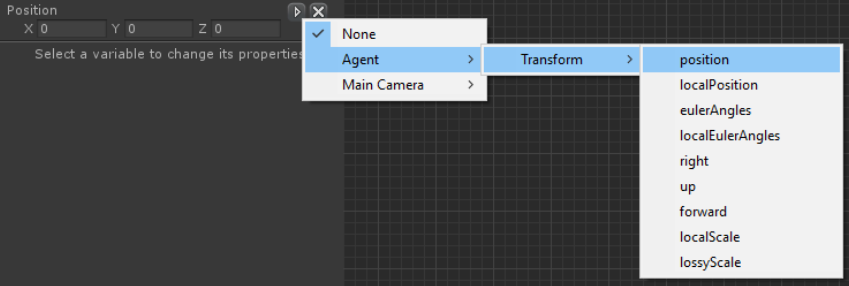 Position
X 0 Y 0 Z 0
Select a variable to change its properties
None
Agent
Main Camera
Transform
position
localPosition
eulerAngles
localEulerAngles
right
up
forward
localScale
lossyScale